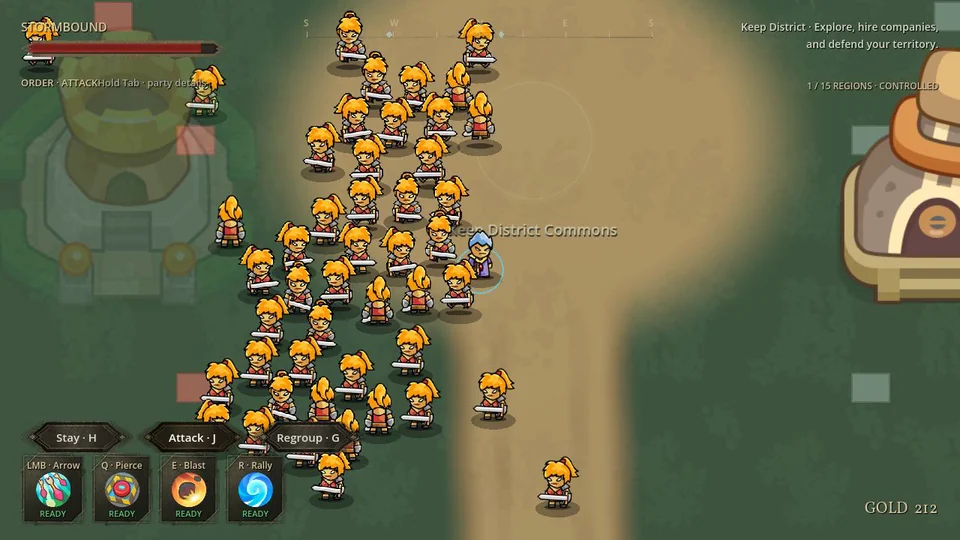 STORMBOUND
S W E S
Keep District · Explore, hire companies,
and defend your territory.
ORDER · ATTACK Hold Tab · party details
1 / 15 REGIONS · CONTROLLED
Keep District Commons
Stay · H
Attack · J
Regroup · G
LMB · Arrow
Q · Pierce
E · Blast
R · Rally
READY
READY
READY
READY
GOLD 212